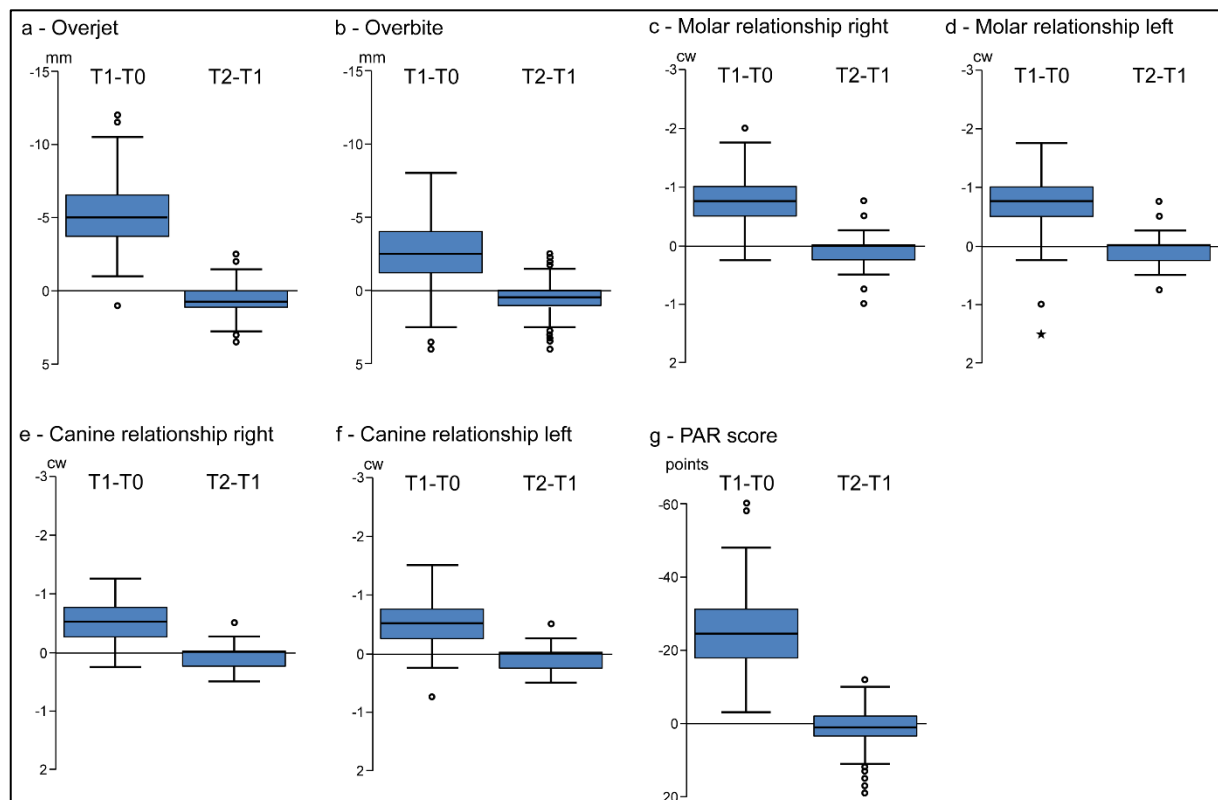 a - Overjet
mm
T1-T0 T2-T1
-15
-10
-5
0
5
b - Overbite
mm
T1-T0 T2-T1
-15
-10
-5
0
5
c - Molar relationship right
cw
T1-T0 T2-T1
-3
-2
-1
0
-1
2
d - Molar relationship left
cw
T1-T0 T2-T1
-3
-2
-1
0
-1
2
e - Canine relationship right
cw
T1-T0 T2-T1
-3
-2
-1
0
-1
2
f - Canine relationship left
cw
T1-T0 T2-T1
-3
-2
-1
0
-1
2
g - PAR score
points
T1-T0 T2-T1
-60
-40
-20
0
20